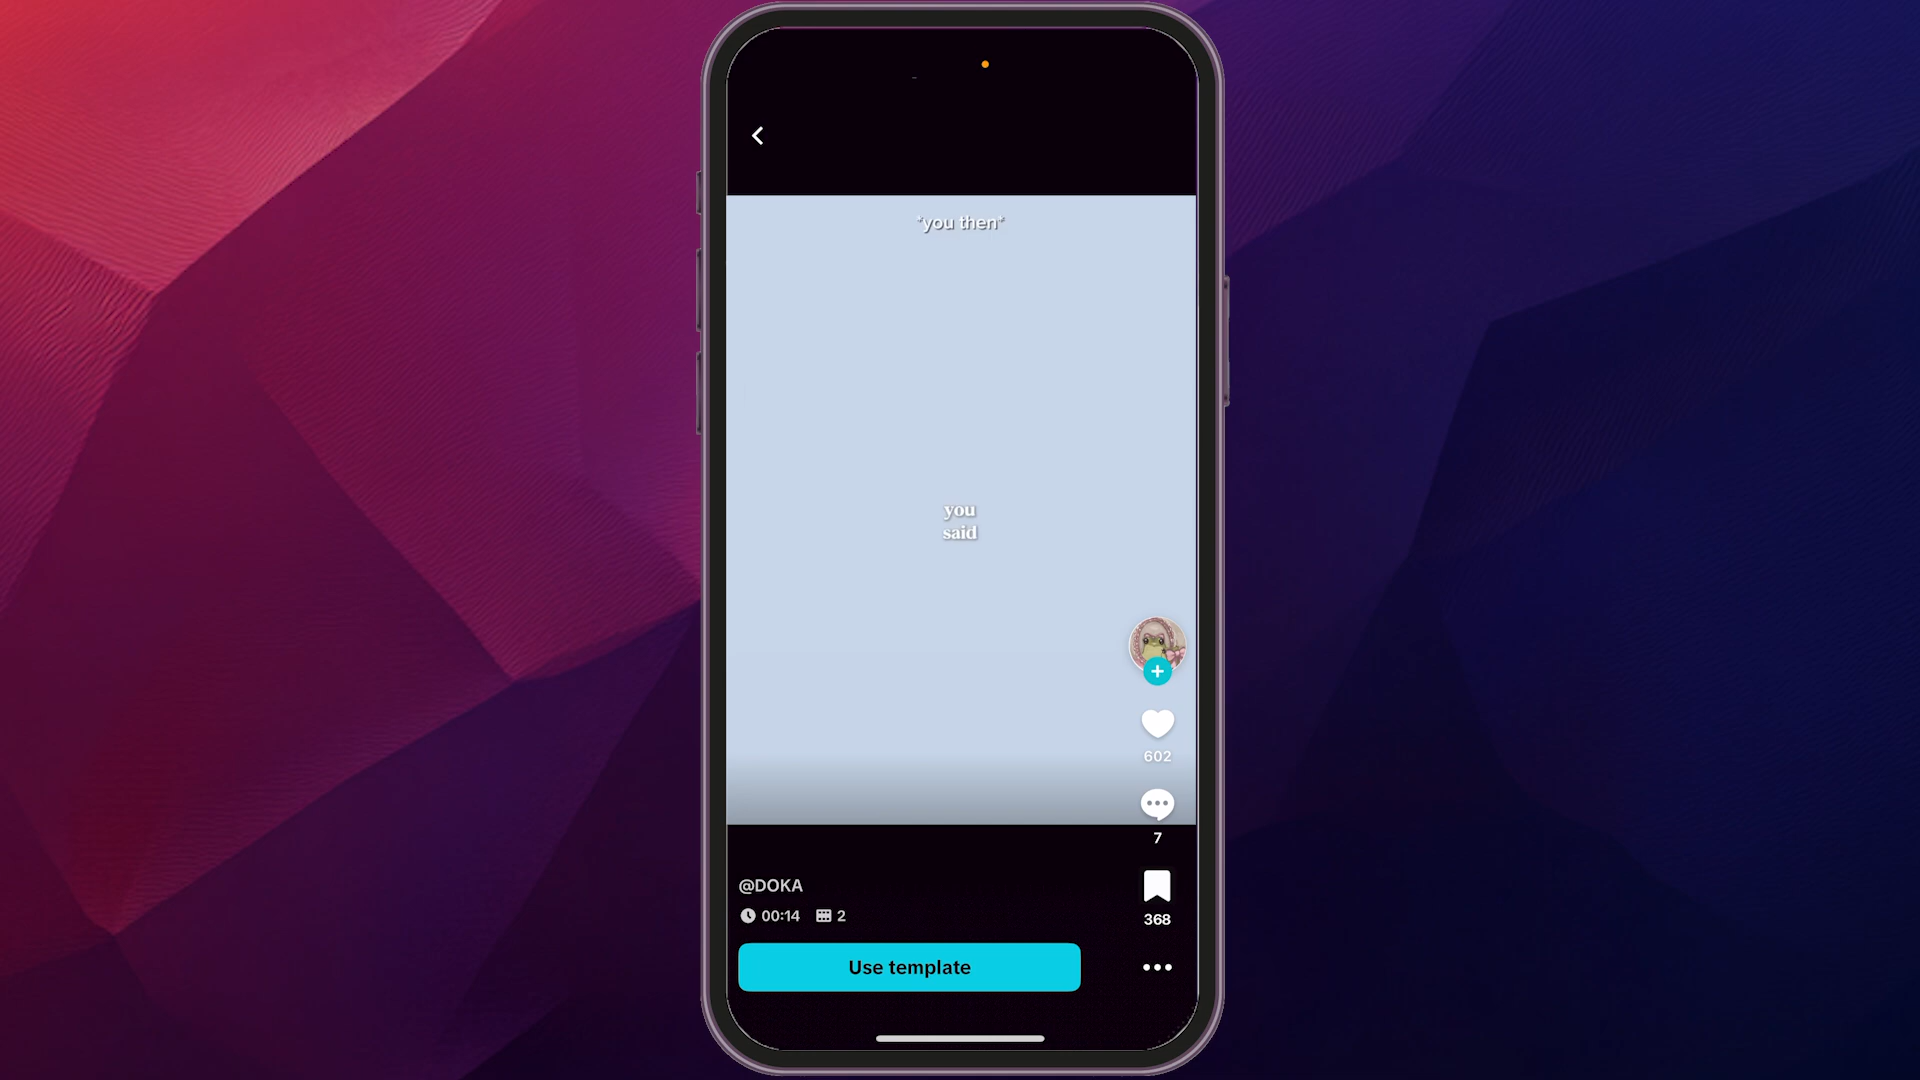 *you then*
you
said
602
7
@DOKA
00:14 2
368
Use template